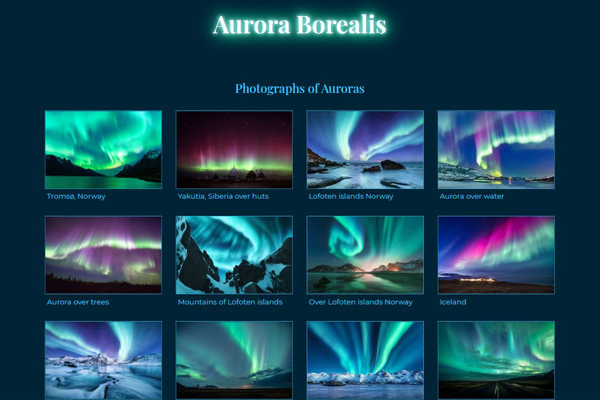 Aurora Borealis
Photographs of Auroras
Tromsø, Norway
Yakutia, Siberia over huts
Lofoten islands Norway
Aurora over water
Aurora over trees
Mountains of Lofoten islands
Over Lofoten islands Norway
Iceland